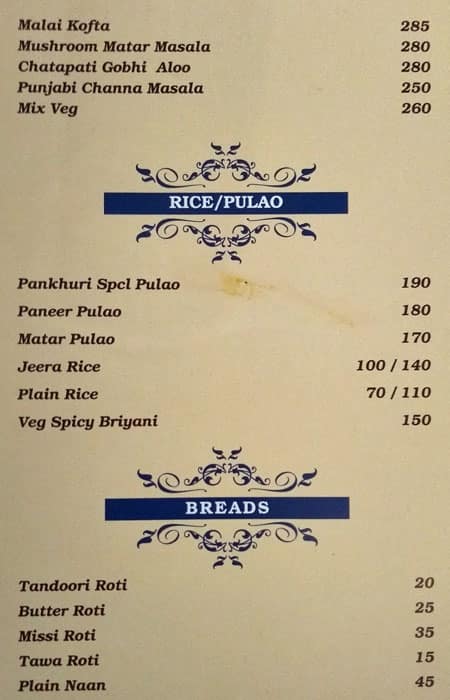 Malai Kofta 285
Mushroom Matar Masala 280
Chatapati Gobhi Aloo 280
Punjabi Channa Masala 250
Mix Veg 260
RICE/PULAO
Pankhuri Spcl Pulao 190
Paneer Pulao 180
Matar Pulao 170
Jeera Rice 100 / 140
Plain Rice 70 / 110
Veg Spicy Briyani 150
BREADS
Tandoori Roti 20
Butter Roti 25
Missi Roti 35
Tawa Roti 15
Plain Naan 45